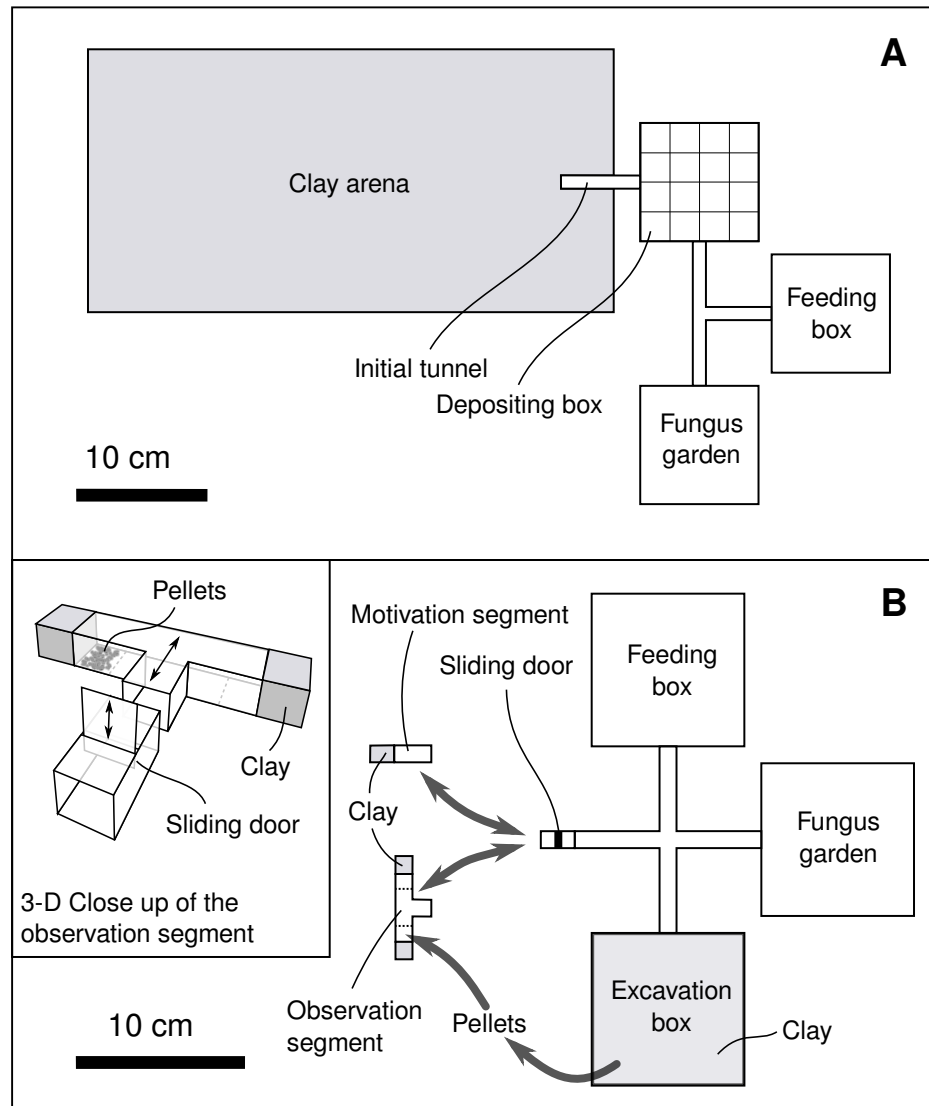 A
Clay arena
Feeding
box
Initial tunnel
Depositing box
Fungus
garden
10 cm
B
Pellets
Clay
Sliding door
3-D Close up of the
observation segment
Motivation segment
Sliding door
Feeding
box
Clay
Fungus
garden
Observation
segment
Pellets
Excavation
box
Clay
10 cm